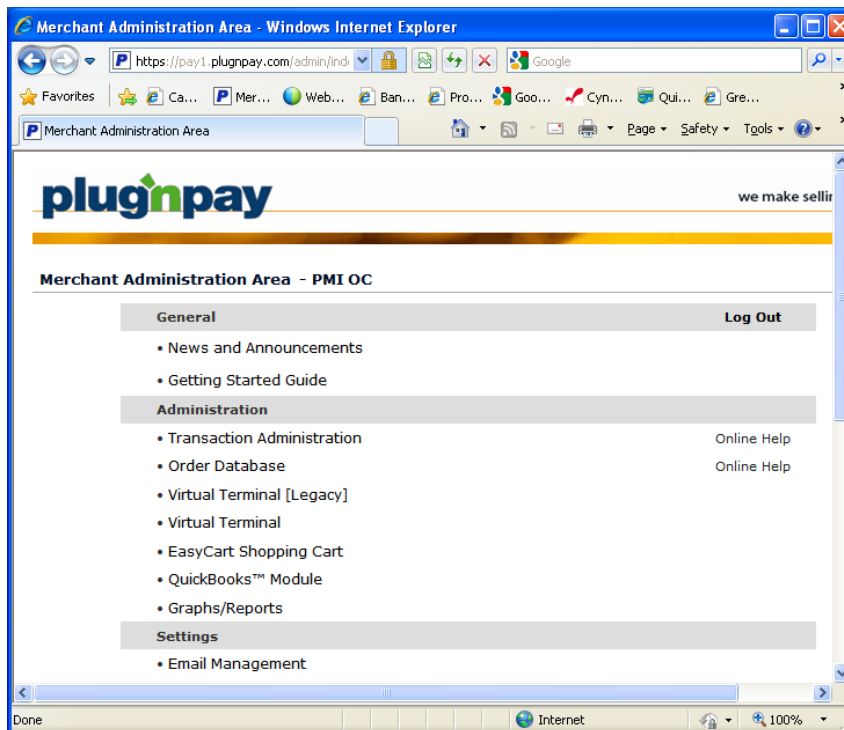 Merchant Administration Area - Windows Internet Explorer
https://pay1.plugnpay.com/admin/ind
Google
Favorites Ca... Mer... Web... Ban... Pro... Goo... Cyn... Qui... Gre...
Merchant Administration Area Page Safety Tools
plugnpay we make sellin
Merchant Administration Area - PMI OC
General Log Out
• News and Announcements
• Getting Started Guide
Administration
• Transaction Administration Online Help
• Order Database Online Help
• Virtual Terminal [Legacy]
• Virtual Terminal
• EasyCart Shopping Cart
• QuickBooks™ Module
• Graphs/Reports
Settings
• Email Management
Done Internet 100%